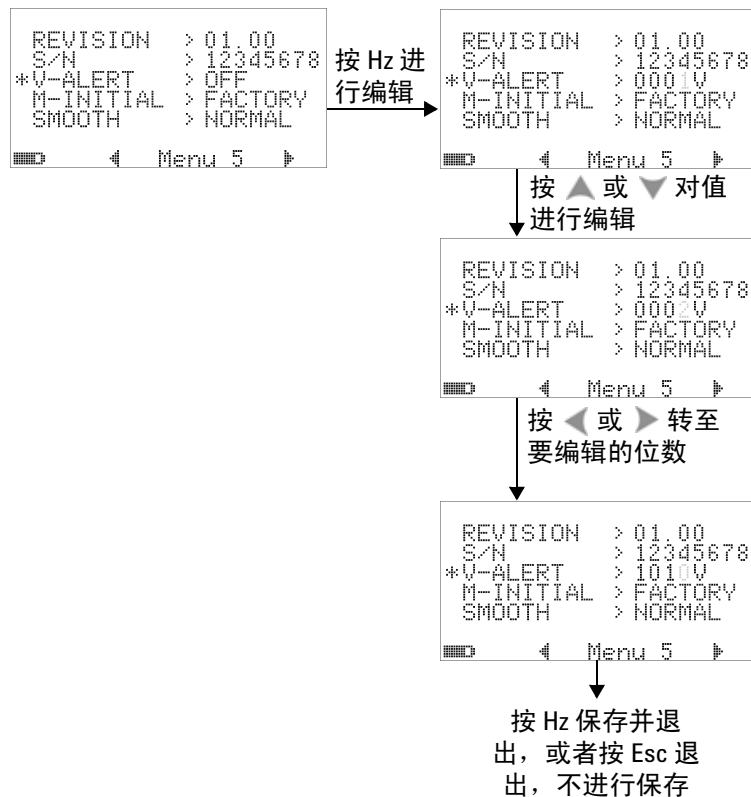 REVISION > 01.00
S/N > 12345678
*V-ALERT > OFF
M-INITIAL > FACTORY
SMOOTH > NORMAL
Menu 5
按 Hz 进
行编辑
REVISION > 01.00
S/N > 12345678
*V-ALERT > 0001V
M-INITIAL > FACTORY
SMOOTH > NORMAL
Menu 5
按 ▲ 或 ▼ 对值
进行编辑
REVISION > 01.00
S/N > 12345678
*V-ALERT > 0002V
M-INITIAL > FACTORY
SMOOTH > NORMAL
Menu 5
按 ◀ 或 ▶ 转至
要编辑的位数
REVISION > 01.00
S/N > 12345678
*V-ALERT > 1010V
M-INITIAL > FACTORY
SMOOTH > NORMAL
Menu 5
按 Hz 保存并退
出，或者按 Esc 退
出，不进行保存